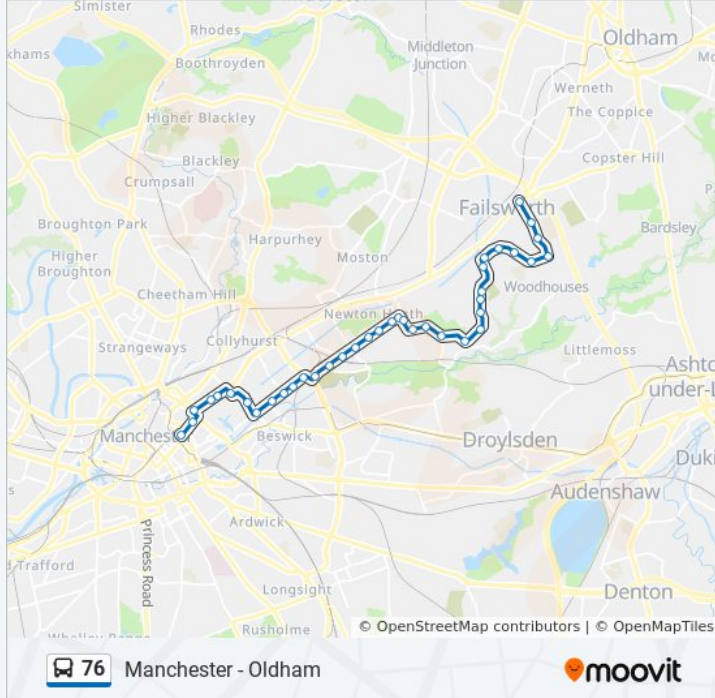 Simister
Rhodes
Oldham
Middleton
Junction
Boothroyden
Werneth
The Coppice
Higher Blackley
Blackley
Copster Hill
Crumpsall
Failsworth
Broughton Park
Bardsley
Harpurhey
Moston
Higher
Broughton
Woodhouses
Cheetham Hill
Newton Heath
Strangeways
Collyhurst
Littlemoss
Manchester
Beswick
Droylsden
Audenshaw
Ardwick
Princess Road
Longsight
Denton
Rusholme
© OpenStreetMap contributors | © OpenMapTiles
76
Manchester - Oldham
moovit